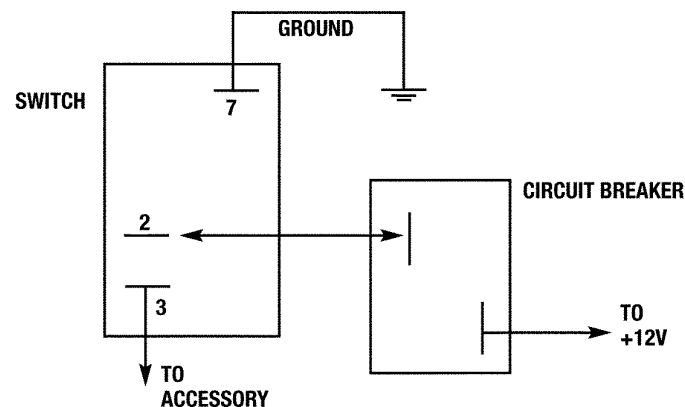 GROUND
SWITCH
7
CIRCUIT BREAKER
2
3
TO
+12V
TO
ACCESSORY